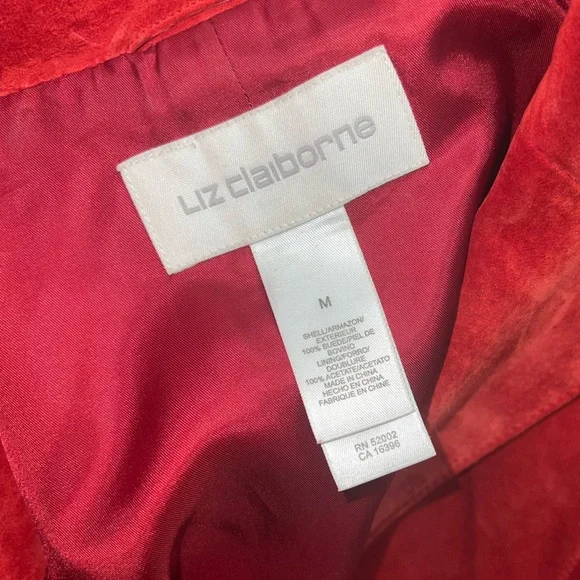 Liz claiborne
M
SHELL/ARMAZON/
EXTERIEUR
100% SUEDE/PIEL DE
BOVINO
LINING/FORRO/
DOUBLURE
100% ACETATE/ACETATO
MADE IN CHINA
HECHO EN CHINA
FABRIQUE EN CHINE
RN 52002
CA 16396